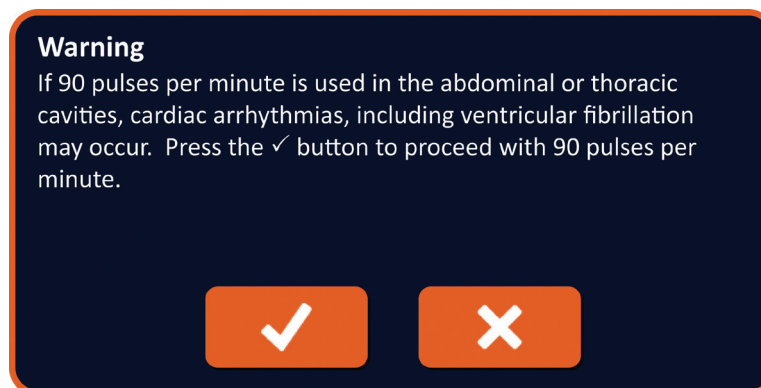 Warning
If 90 pulses per minute is used in the abdominal or thoracic
cavities, cardiac arrhythmias, including ventricular fibrillation
may occur.  Press the ✓ button to proceed with 90 pulses per
minute.